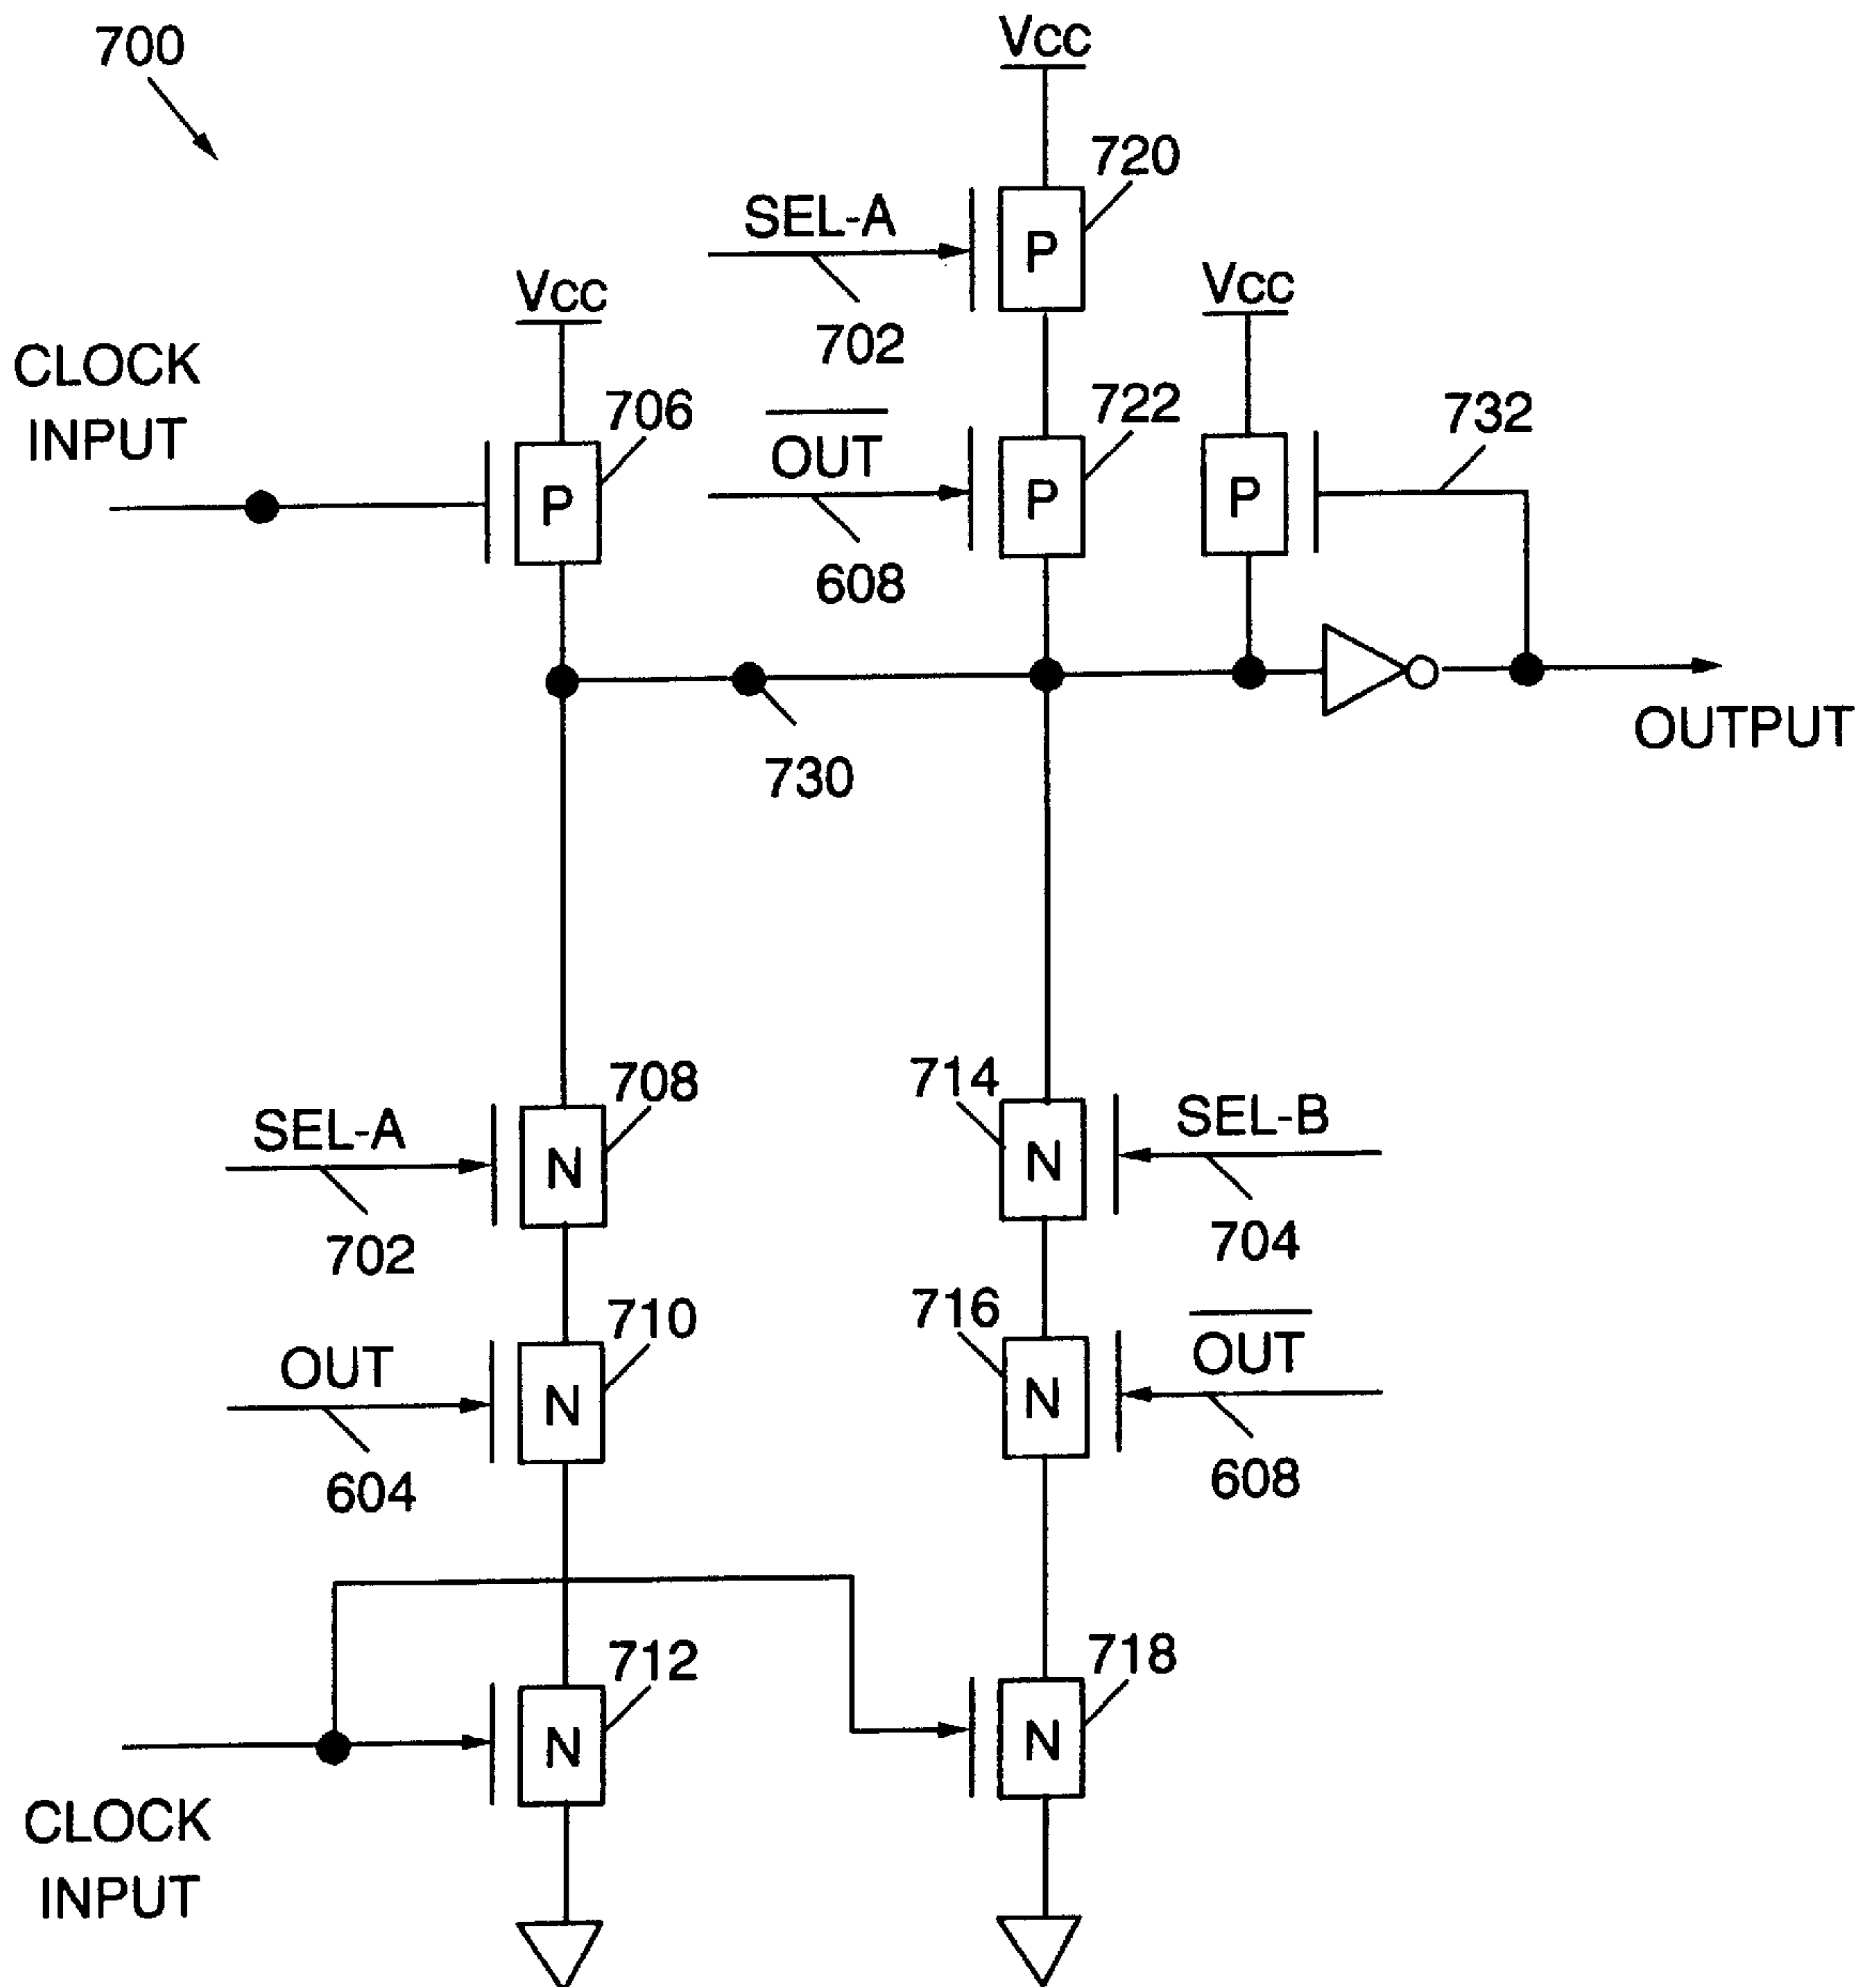 700
Vcc
720
SEL-A
P
702
Vcc
Vcc
CLOCK
INPUT
706
P
OUT
722
P
608
732
P
730
OUTPUT
708
SEL-A
N
702
714
SEL-B
N
704
710
OUT
N
604
716
OUT
N
608
712
N
718
N
CLOCK
INPUT